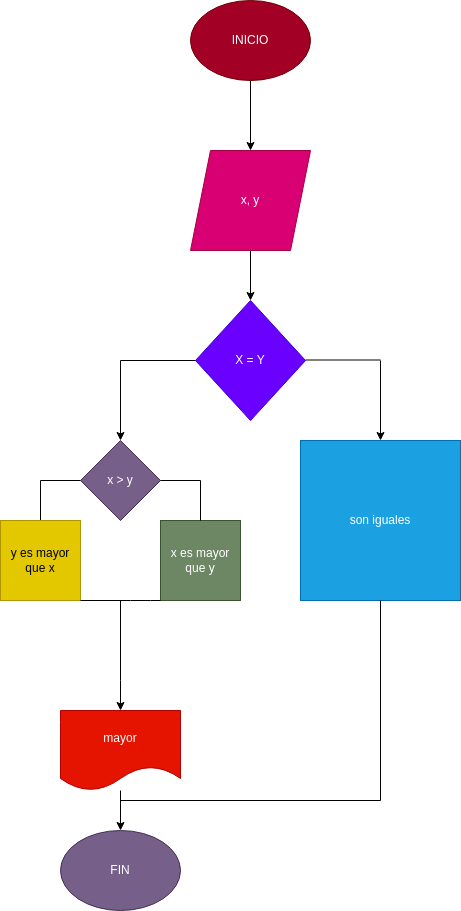 INICIO
x, y
X = Y
x > y
son iguales
y es mayor
que x
x es mayor
que y
mayor
FIN